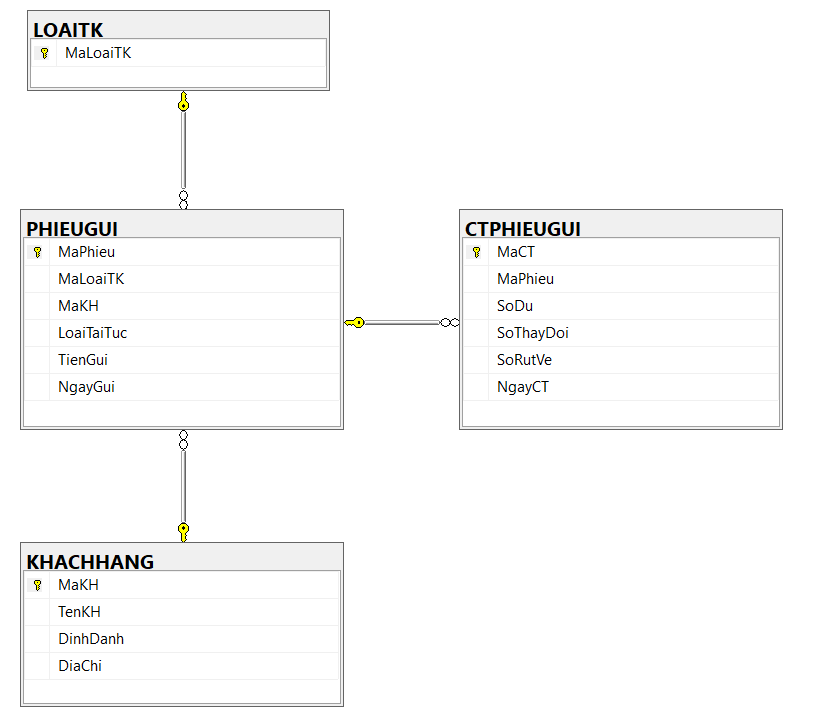 LOAITK
MaLoaiTK
PHIEUGUI
MaPhieu
MaLoaiTK
MaKH
LoaiTaiTuc
TienGui
NgayGui
CTPHIEUGUI
MaCT
MaPhieu
SoDu
SoThayDoi
SoRutVe
NgayCT
KHACHHANG
MaKH
TenKH
DinhDanh
DiaChi